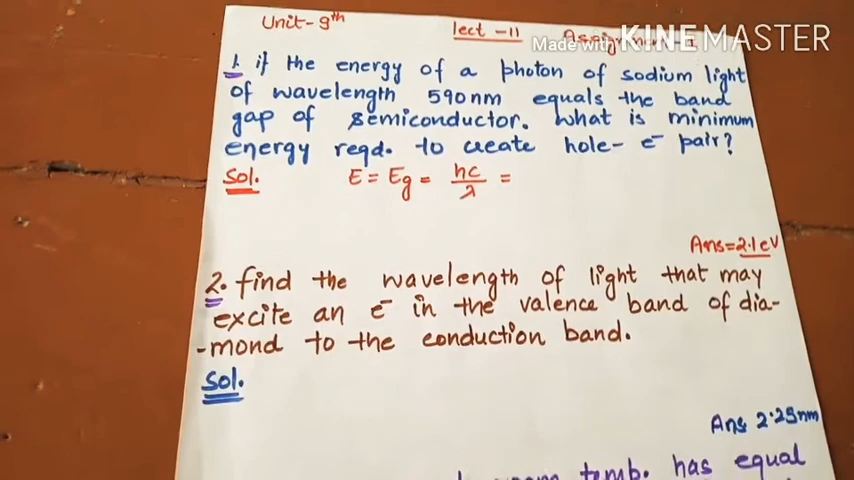 Unit-9th lect -11 Assignment-1
Made with KINEMASTER
1. if the energy of a photon of sodium light
of wavelength 590nm equals the band
gap of semiconductor. What is minimum
energy reqd. to create hole- e⁻ pair?
Sol. E = Eg = hc/λ =
Ans=2.1eV
2. find the wavelength of light that may
excite an e⁻ in the valence band of dia-
-mond to the conduction band.
Sol.
Ans 2.25nm
temb. has equal